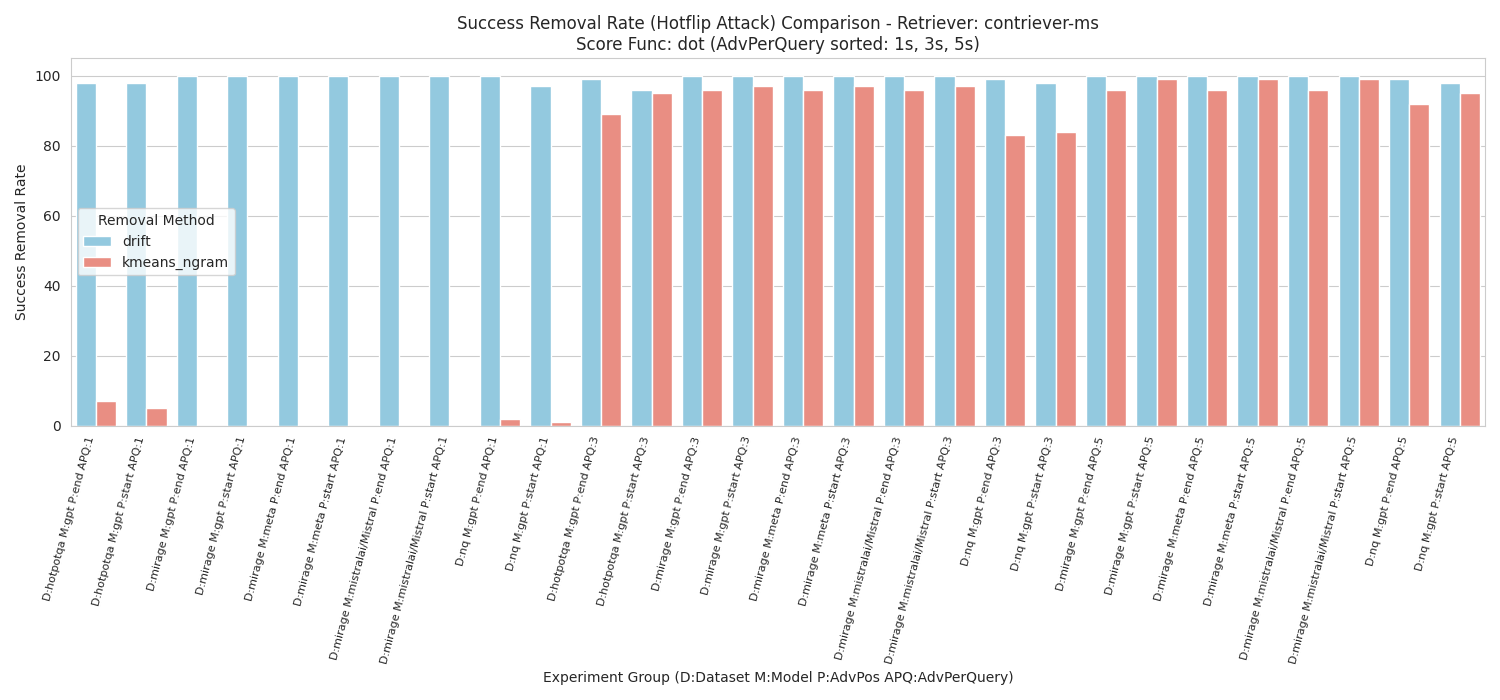 Success Removal Rate (Hotflip Attack) Comparison - Retriever: contriever-ms
Score Func: dot (AdvPerQuery sorted: 1s, 3s, 5s)
Success Removal Rate
100
80
60
40
20
0
Removal Method
drift
kmeans_ngram
D:hotpotqa M:gpt P:end APQ:1
D:hotpotqa M:gpt P:start APQ:1
D:mirage M:gpt P:end APQ:1
D:mirage M:gpt P:start APQ:1
D:mirage M:meta P:end APQ:1
D:mirage M:meta P:start APQ:1
D:mirage M:mistralai/Mistral P:end APQ:1
D:mirage M:mistralai/Mistral P:start APQ:1
D:nq M:gpt P:end APQ:1
D:nq M:gpt P:start APQ:1
D:hotpotqa M:gpt P:end APQ:3
D:hotpotqa M:gpt P:start APQ:3
D:mirage M:gpt P:end APQ:3
D:mirage M:gpt P:start APQ:3
D:mirage M:meta P:end APQ:3
D:mirage M:meta P:start APQ:3
D:mirage M:mistralai/Mistral P:end APQ:3
D:mirage M:mistralai/Mistral P:start APQ:3
D:nq M:gpt P:end APQ:3
D:nq M:gpt P:start APQ:3
D:mirage M:gpt P:end APQ:5
D:mirage M:gpt P:start APQ:5
D:mirage M:meta P:end APQ:5
D:mirage M:meta P:start APQ:5
D:mirage M:mistralai/Mistral P:end APQ:5
D:mirage M:mistralai/Mistral P:start APQ:5
D:nq M:gpt P:end APQ:5
D:nq M:gpt P:start APQ:5
Experiment Group (D:Dataset M:Model P:AdvPos APQ:AdvPerQuery)